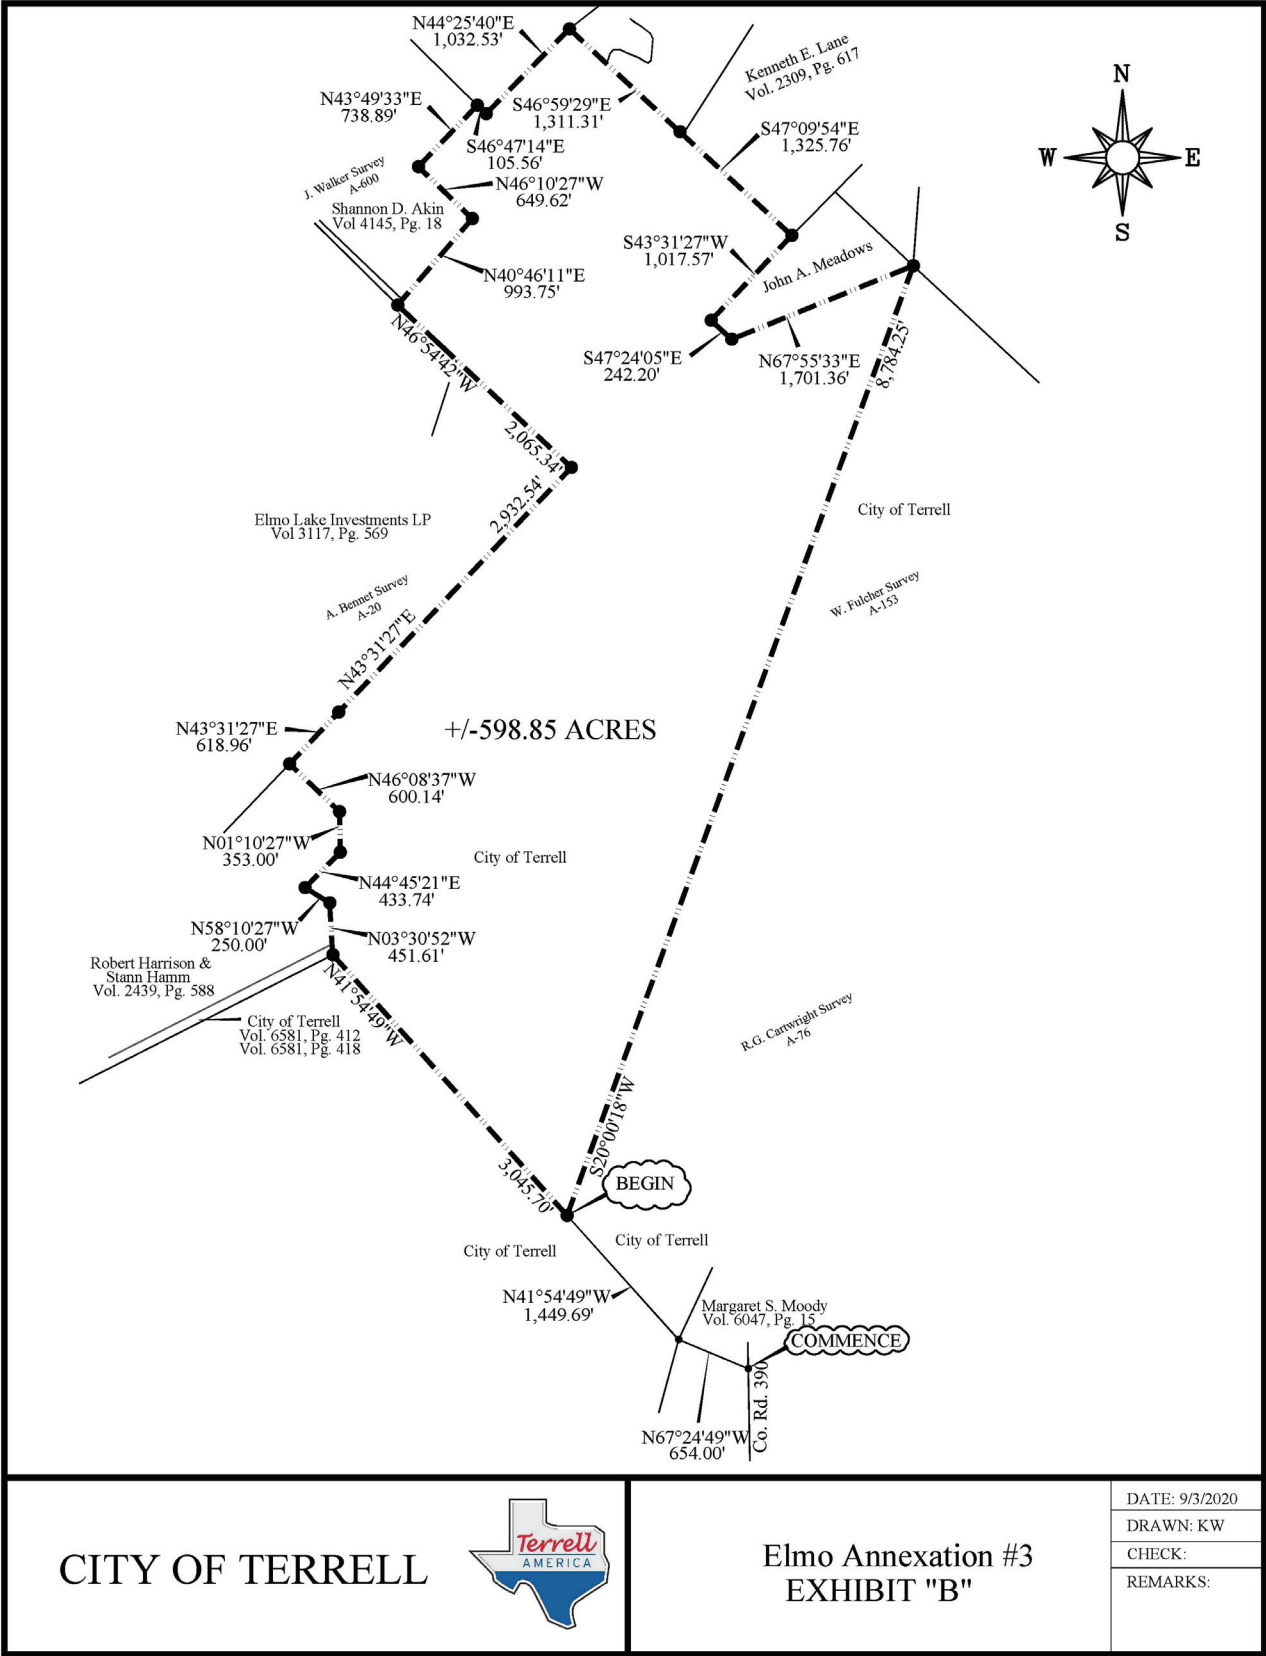 N44°25'40"E
1,032.53'
Kenneth E. Lane
Vol. 2309, Pg. 617
N
W
E
S
N43°49'33"E
738.89'
S46°59'29"E
1,311.31'
S47°09'54"E
1,325.76'
S46°47'14"E
105.56'
J. Walker Survey
A-600
N46°10'27"W
649.62'
Shannon D. Akin
Vol 4145, Pg. 18
S43°31'27"W
1,017.57'
John A. Meadows
N40°46'11"E
993.75'
N46°54'42"W
2,065.34'
S47°24'05"E
242.20'
N67°55'33"E
1,701.36'
8,784.25'
2,932.54'
City of Terrell
Elmo Lake Investments LP
Vol 3117, Pg. 569
A. Bennet Survey
A-20
W. Fulcher Survey
A-153
N43°31'27"E
N43°31'27"E
618.96'
+/-598.85 ACRES
N46°08'37"W
600.14'
N01°10'27"W
353.00'
City of Terrell
N44°45'21"E
433.74'
N58°10'27"W
250.00'
N03°30'52"W
451.61'
Robert Harrison &
Stann Hamm
Vol. 2439, Pg. 588
N41°54'49"W
City of Terrell
Vol. 6581, Pg. 412
Vol. 6581, Pg. 418
R.G. Cartwright Survey
A-76
S20°00'18"W
3,045.70'
BEGIN
City of Terrell
City of Terrell
N41°54'49"W
1,449.69'
Margaret S. Moody
Vol. 6047, Pg. 15
COMMENCE
Co. Rd. 390
N67°24'49"W
654.00'
CITY OF TERRELL
Terrell
AMERICA
Elmo Annexation #3
EXHIBIT "B"
DATE: 9/3/2020
DRAWN: KW
CHECK:
REMARKS: